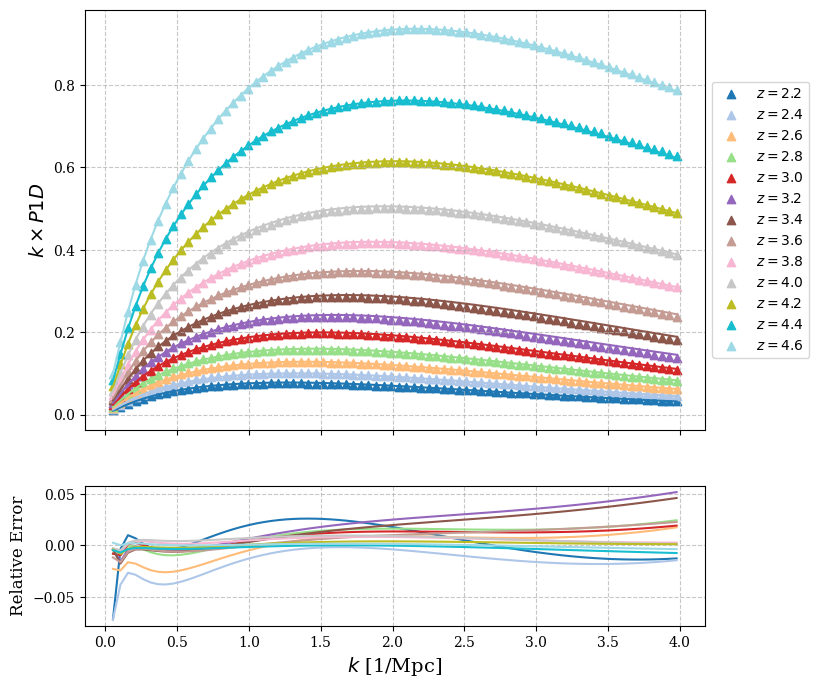 k × P1D
0.8
0.6
0.4
0.2
0.0
z = 2.2
z = 2.4
z = 2.6
z = 2.8
z = 3.0
z = 3.2
z = 3.4
z = 3.6
z = 3.8
z = 4.0
z = 4.2
z = 4.4
z = 4.6
Relative Error
0.05
0.00
−0.05
0.0 0.5 1.0 1.5 2.0 2.5 3.0 3.5 4.0
k [1/Mpc]